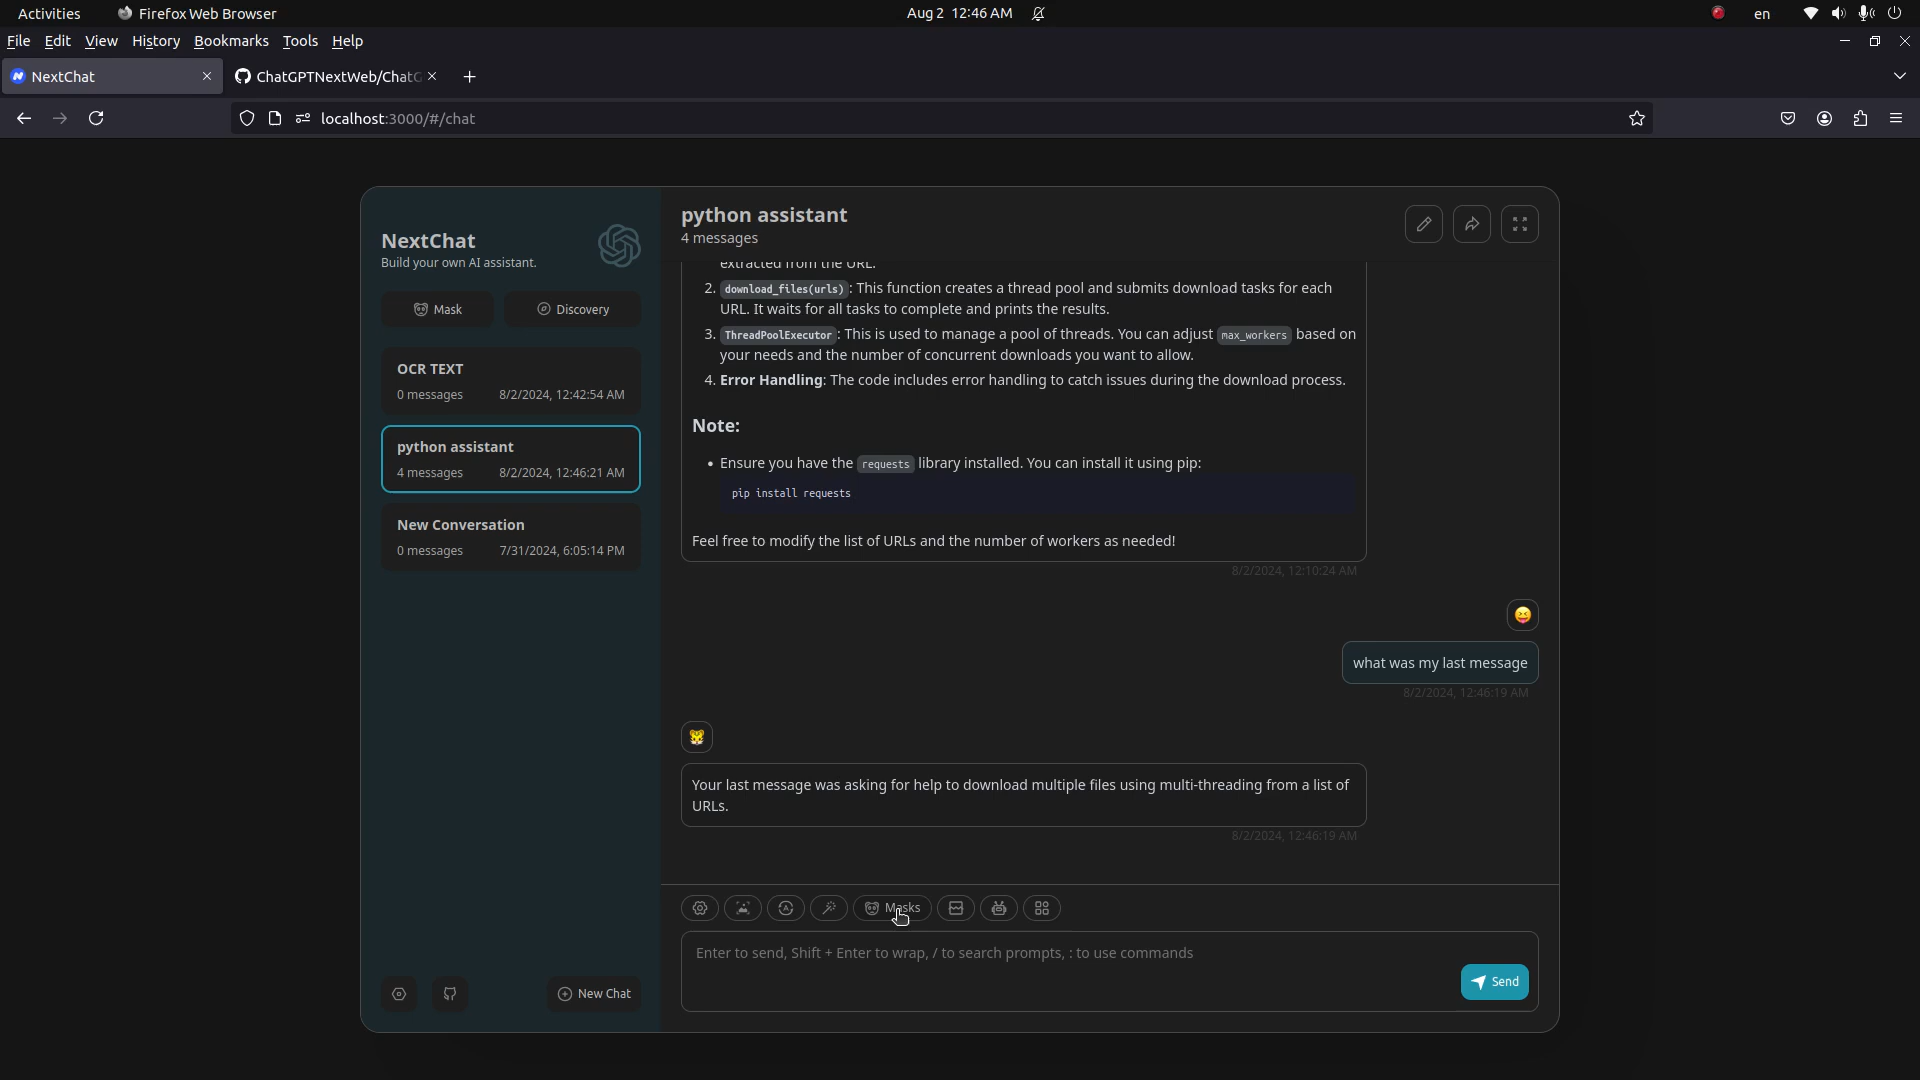 Activities Firefox Web Browser Aug 2 12:46 AM en
File Edit View History Bookmarks Tools Help
NextChat ChatGPTNextWeb/ChatG
localhost:3000/#/chat
NextChat
Build your own AI assistant.
Mask Discovery
OCR TEXT
0 messages 8/2/2024, 12:42:54 AM
python assistant
4 messages 8/2/2024, 12:46:21 AM
New Conversation
0 messages 7/31/2024, 6:05:14 PM
New Chat
python assistant
4 messages
extracted from the URL.
2. download_files(urls): This function creates a thread pool and submits download tasks for each
URL. It waits for all tasks to complete and prints the results.
3. ThreadPoolExecutor: This is used to manage a pool of threads. You can adjust max_workers based on
your needs and the number of concurrent downloads you want to allow.
4. Error Handling: The code includes error handling to catch issues during the download process.
Note:
• Ensure you have the requests library installed. You can install it using pip:
pip install requests
Feel free to modify the list of URLs and the number of workers as needed!
8/2/2024, 12:10:24 AM
what was my last message
8/2/2024, 12:46:19 AM
Your last message was asking for help to download multiple files using multi-threading from a list of
URLs.
8/2/2024, 12:46:19 AM
Masks
Enter to send, Shift + Enter to wrap, / to search prompts, : to use commands
Send